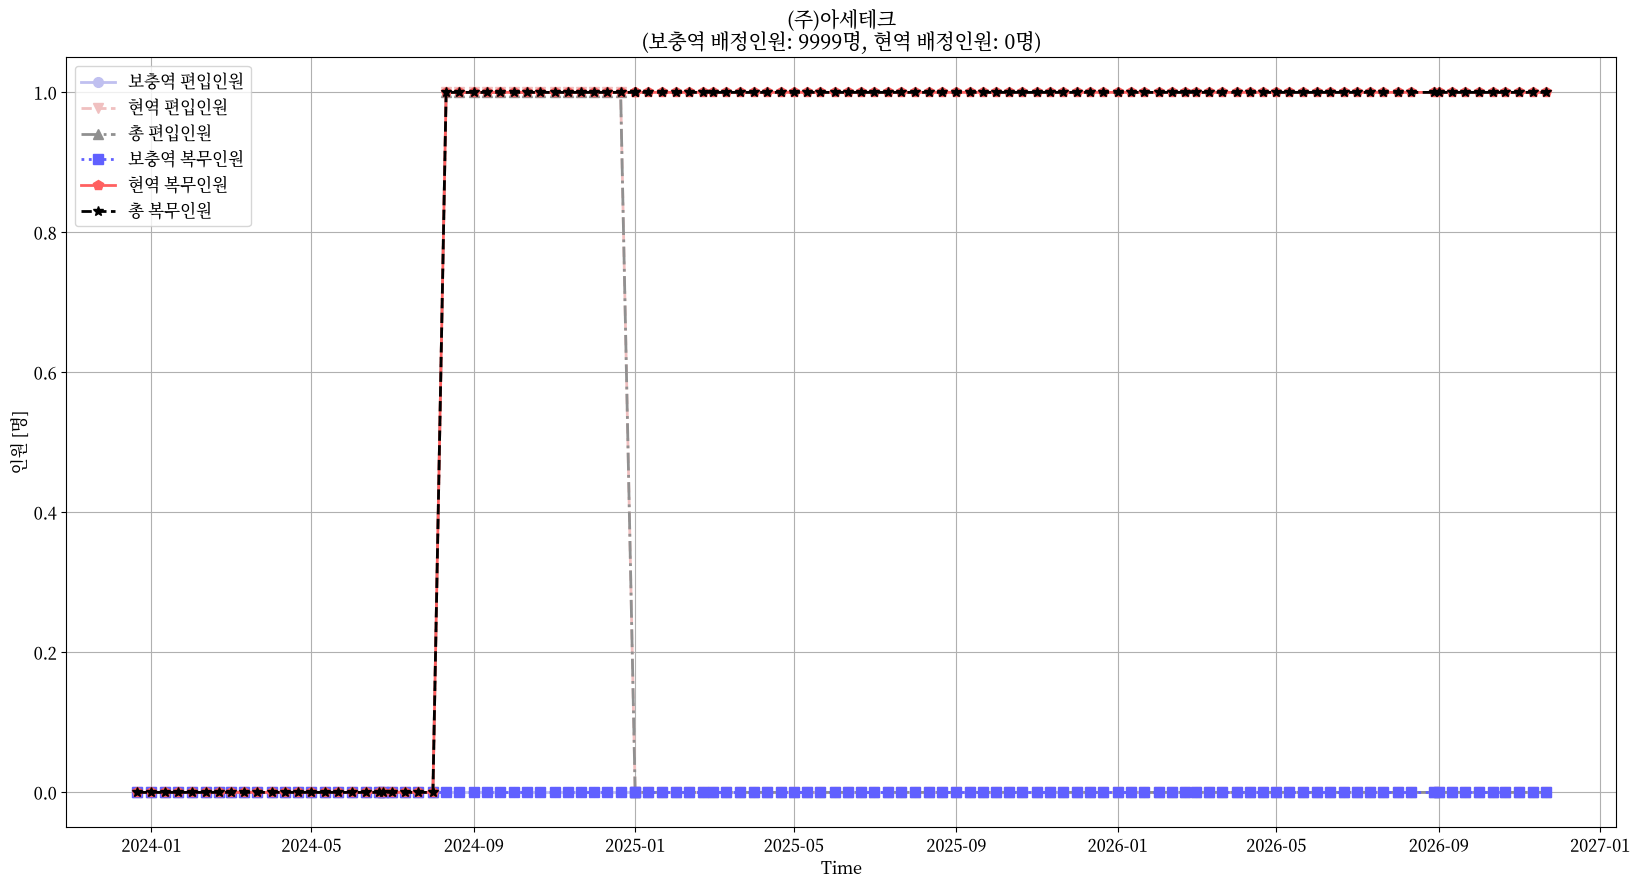 (주)아세테크
(보충역 배정인원: 9999명, 현역 배정인원: 0명)
보충역 편입인원
현역 편입인원
총 편입인원
보충역 복무인원
현역 복무인원
총 복무인원
1.0
0.8
0.6
0.4
0.2
0.0
인원 [명]
2024-01 2024-05 2024-09 2025-01 2025-05 2025-09 2026-01 2026-05 2026-09 2027-01
Time